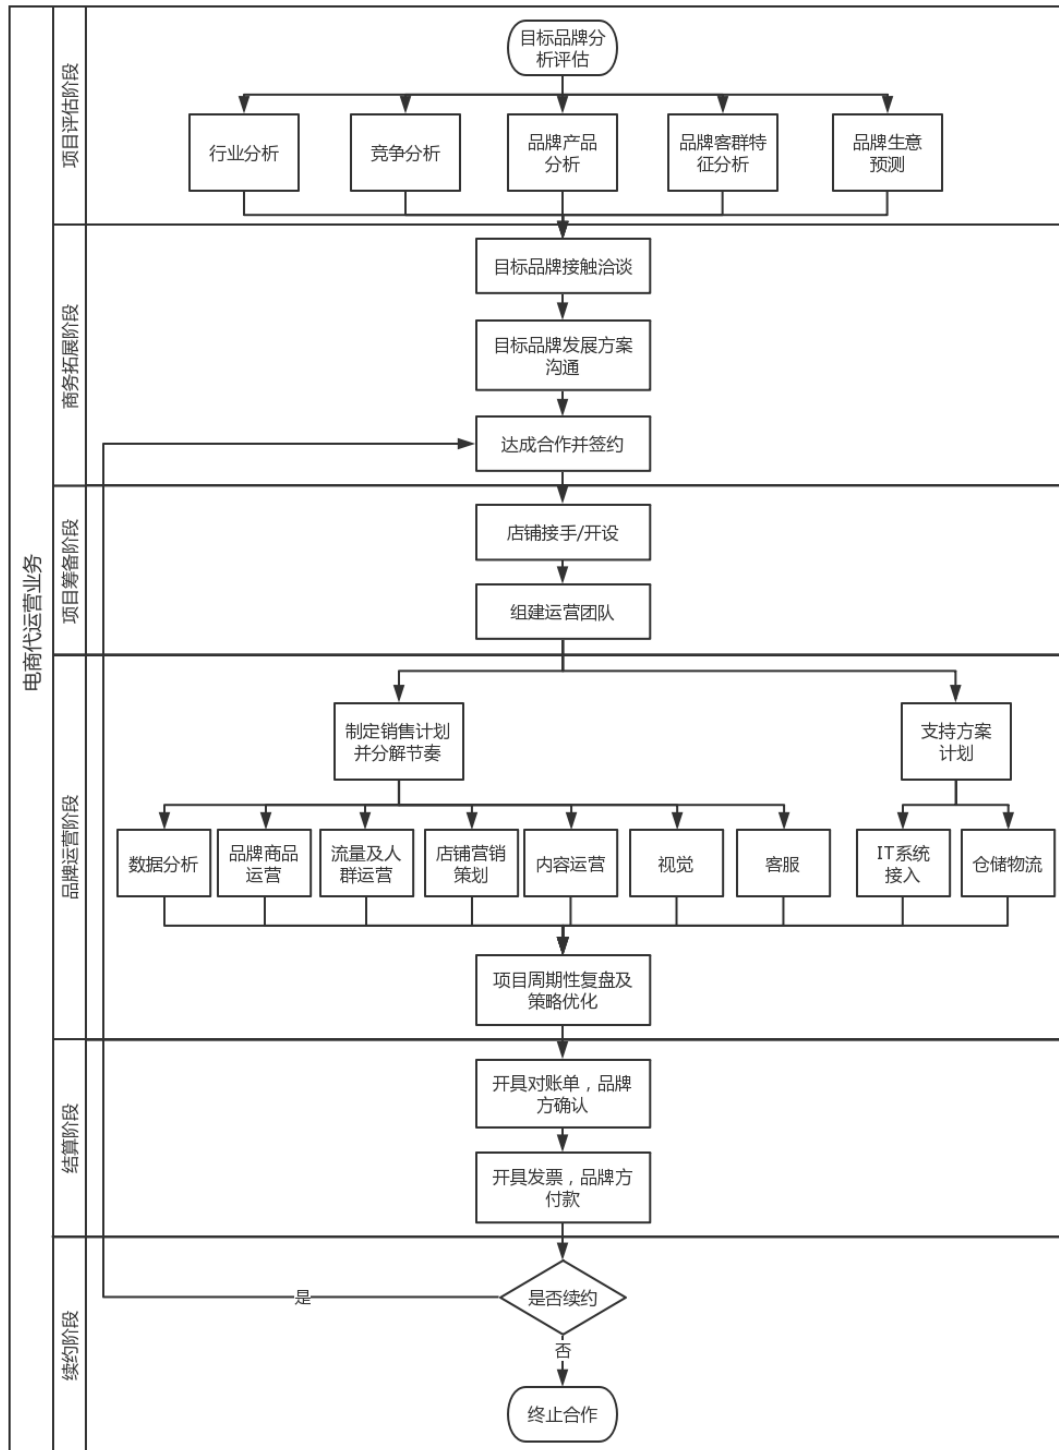 电商代运营业务
项目评估阶段
目标品牌分
析评估
行业分析
竞争分析
品牌产品
分析
品牌客群特
征分析
品牌生意
预测
商务拓展阶段
目标品牌接触洽谈
目标品牌发展方案
沟通
达成合作并签约
项目筹备阶段
店铺接手/开设
组建运营团队
品牌运营阶段
制定销售计划
并分解节奏
支持方案
计划
数据分析
品牌商品
运营
流量及人
群运营
店铺营销
策划
内容运营
视觉
客服
IT系统
接入
仓储物流
项目周期性复盘及
策略优化
结算阶段
开具对账单，品牌
方确认
开具发票，品牌方
付款
续约阶段
是否续约
是
否
终止合作